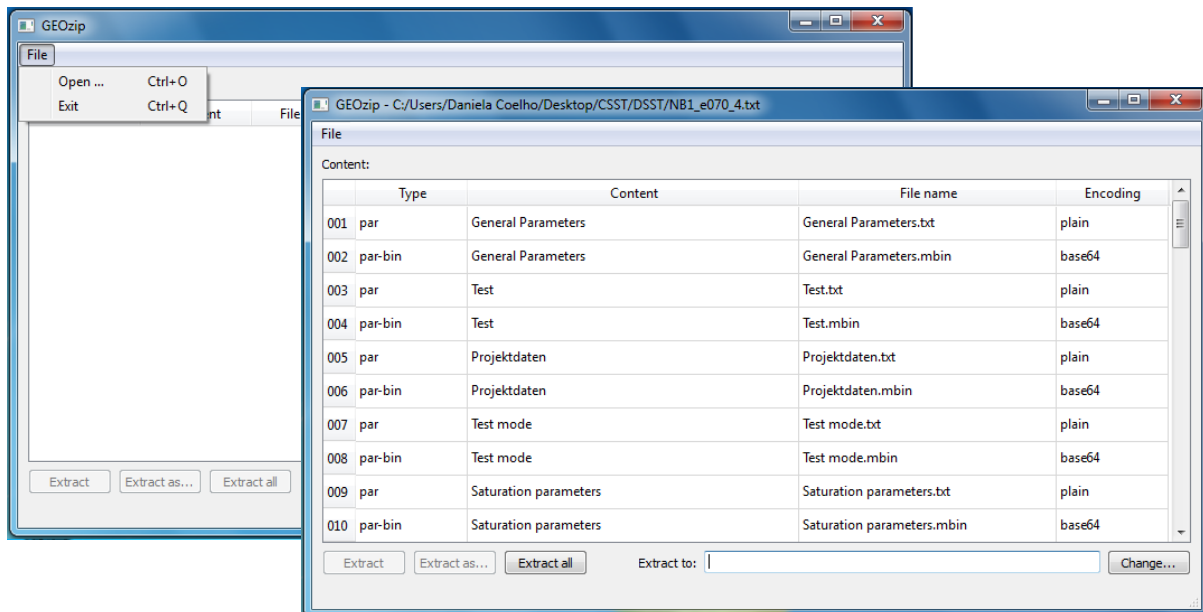 GEOzip
File
Open ... Ctrl+O
Exit Ctrl+Q
nt File
Extract Extract as... Extract all
GEOzip - C:/Users/Daniela Coelho/Desktop/CSST/DSST/NB1_e070_4.txt
File
Content:
Type Content File name Encoding
001 par General Parameters General Parameters.txt plain
002 par-bin General Parameters General Parameters.mbin base64
003 par Test Test.txt plain
004 par-bin Test Test.mbin base64
005 par Projektdaten Projektdaten.txt plain
006 par-bin Projektdaten Projektdaten.mbin base64
007 par Test mode Test mode.txt plain
008 par-bin Test mode Test mode.mbin base64
009 par Saturation parameters Saturation parameters.txt plain
010 par-bin Saturation parameters Saturation parameters.mbin base64
Extract Extract as... Extract all Extract to: Change...